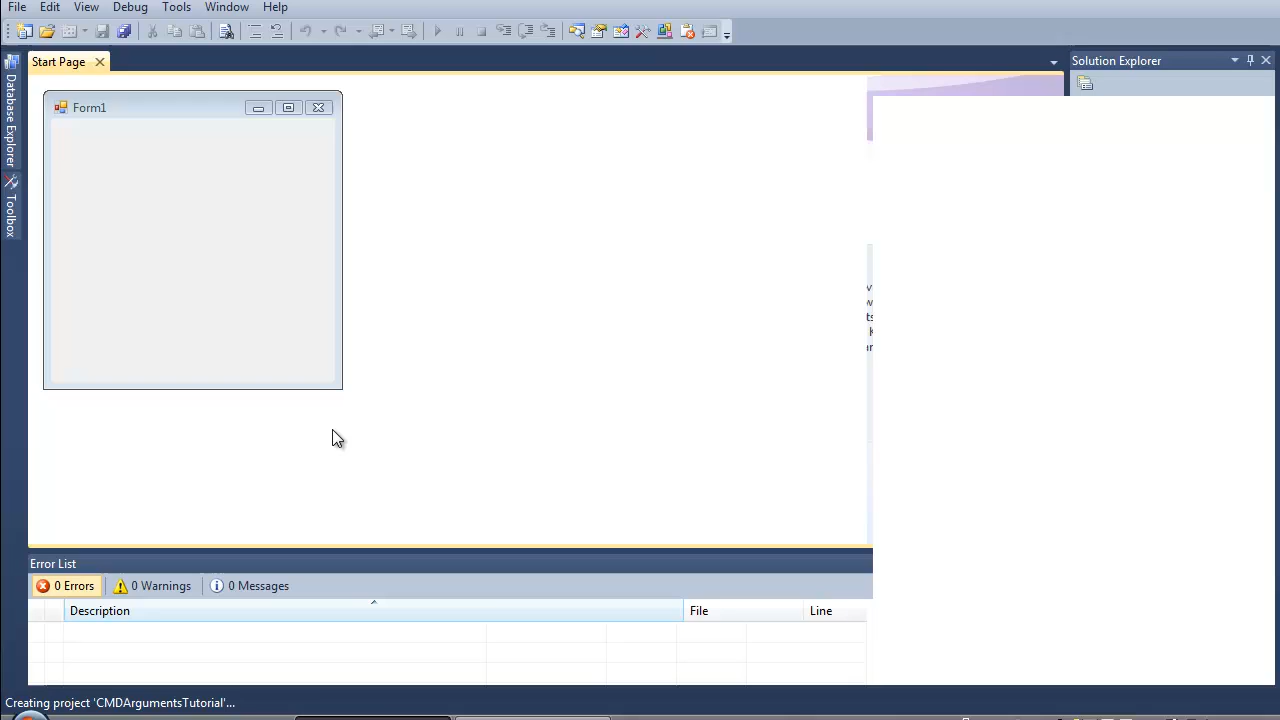 File Edit View Debug Tools Window Help
Start Page
Solution Explorer
Database Explorer
Toolbox
Form1
Error List
0 Errors 0 Warnings 0 Messages
Description File Line
Creating project 'CMDArgumentsTutorial'...